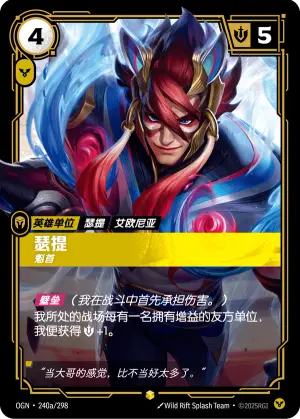 4
5
英雄单位 瑟提 艾欧尼亚
瑟提
魁首
壁垒 (我在战斗中首先承担伤害。)
我所处的战场每有一名拥有增益的友方单位,
我便获得 +1。
"当大哥的感觉,比不当好太多了。"
OGN • 240a/298
Wild Rift Splash Team • ©2025RGI